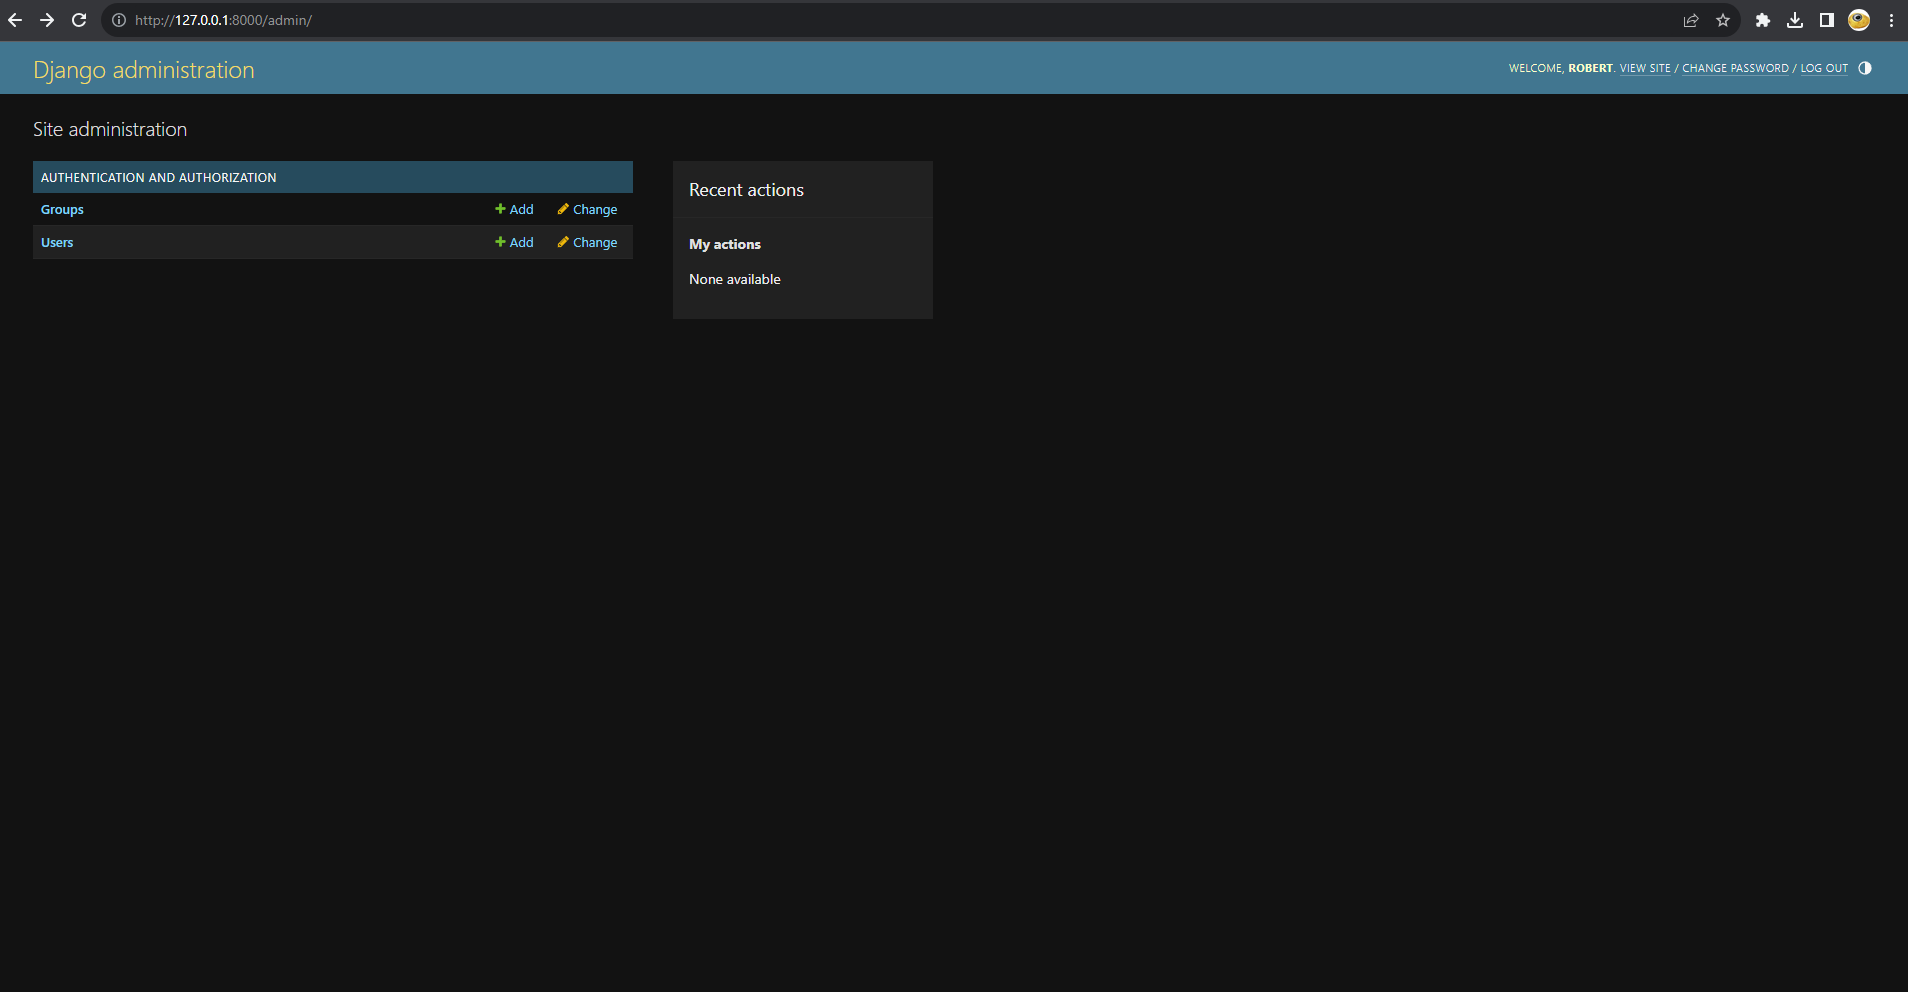 http://127.0.0.1:8000/admin/
Django administration
WELCOME, ROBERT. VIEW SITE / CHANGE PASSWORD / LOG OUT
Site administration
AUTHENTICATION AND AUTHORIZATION
Groups Add Change
Users Add Change
Recent actions
My actions
None available